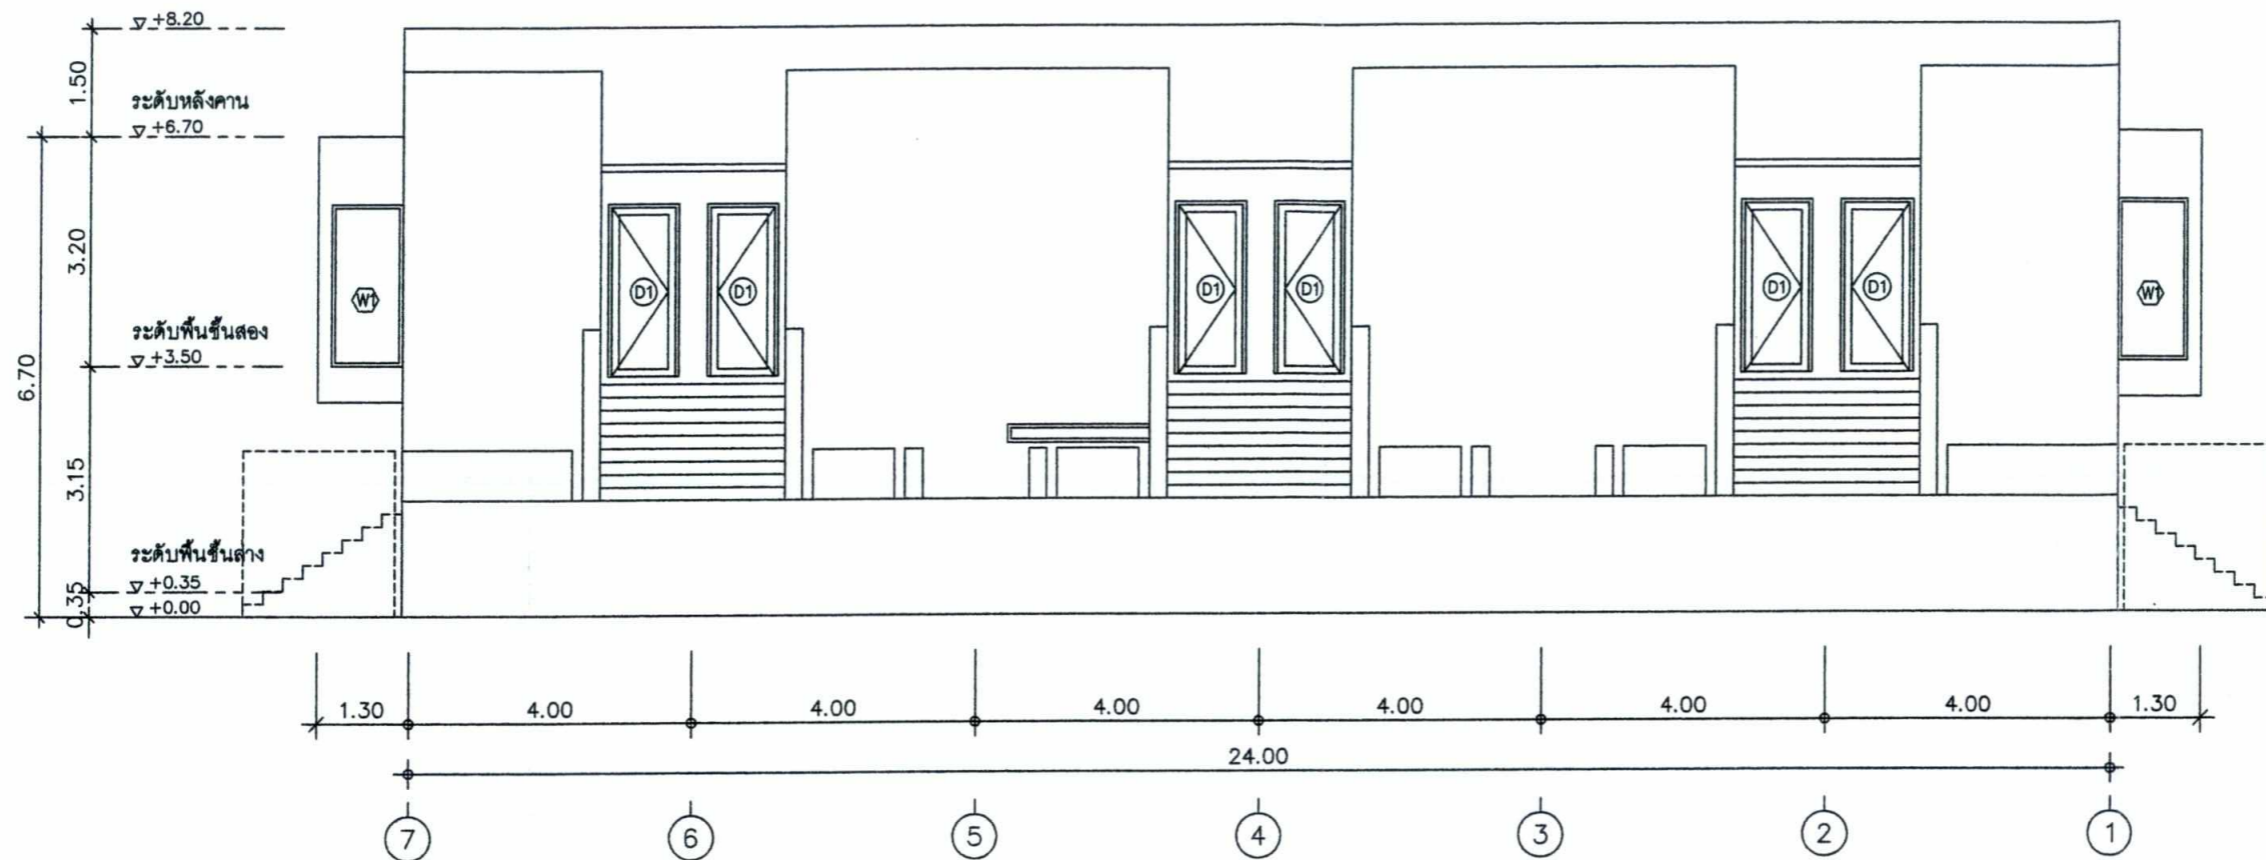 +8.20
1.50
ระดับหลังคาน
+6.70
3.20
W1
D1 D1 D1 D1 D1 D1
W1
ระดับพื้นชั้นสอง
+3.50
6.70
3.15
ระดับพื้นชั้นล่าง
+0.35
0.35
+0.00
1.30 4.00 4.00 4.00 4.00 4.00 4.00 1.30
24.00
7 6 5 4 3 2 1